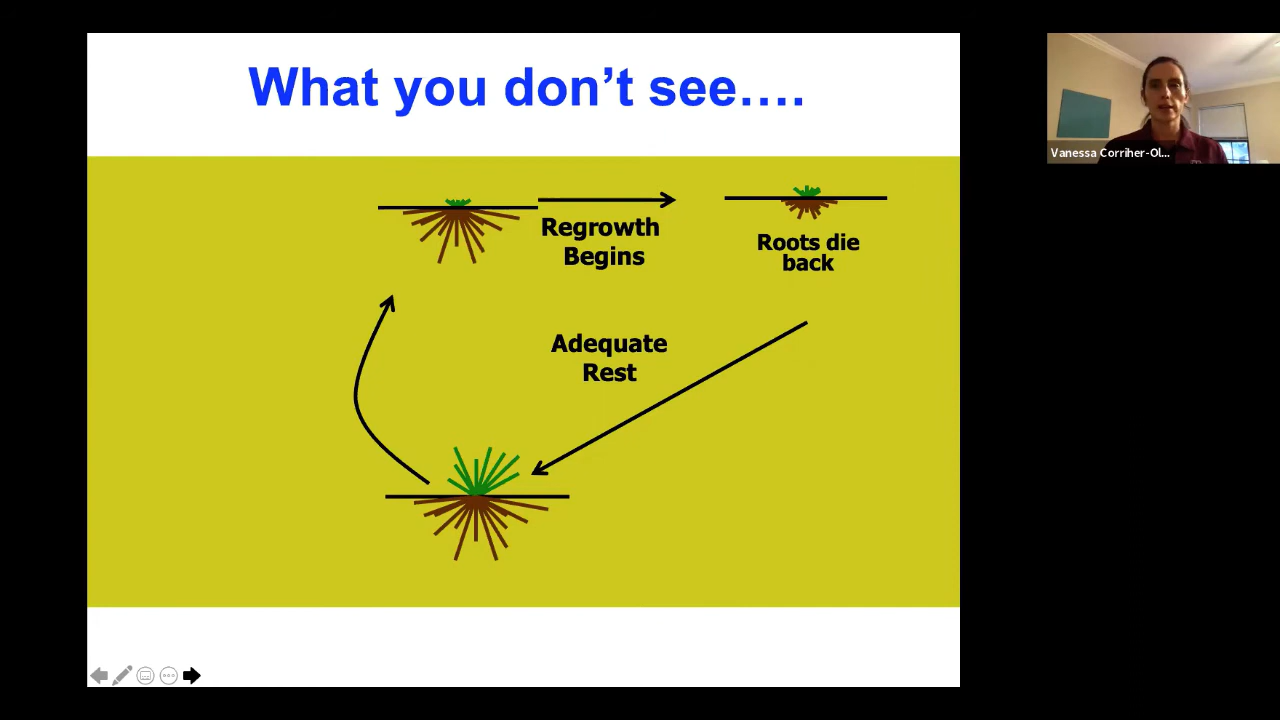 What you don't see....
Regrowth
Begins
Roots die
back
Adequate
Rest
Vanessa Corriher-Ol...